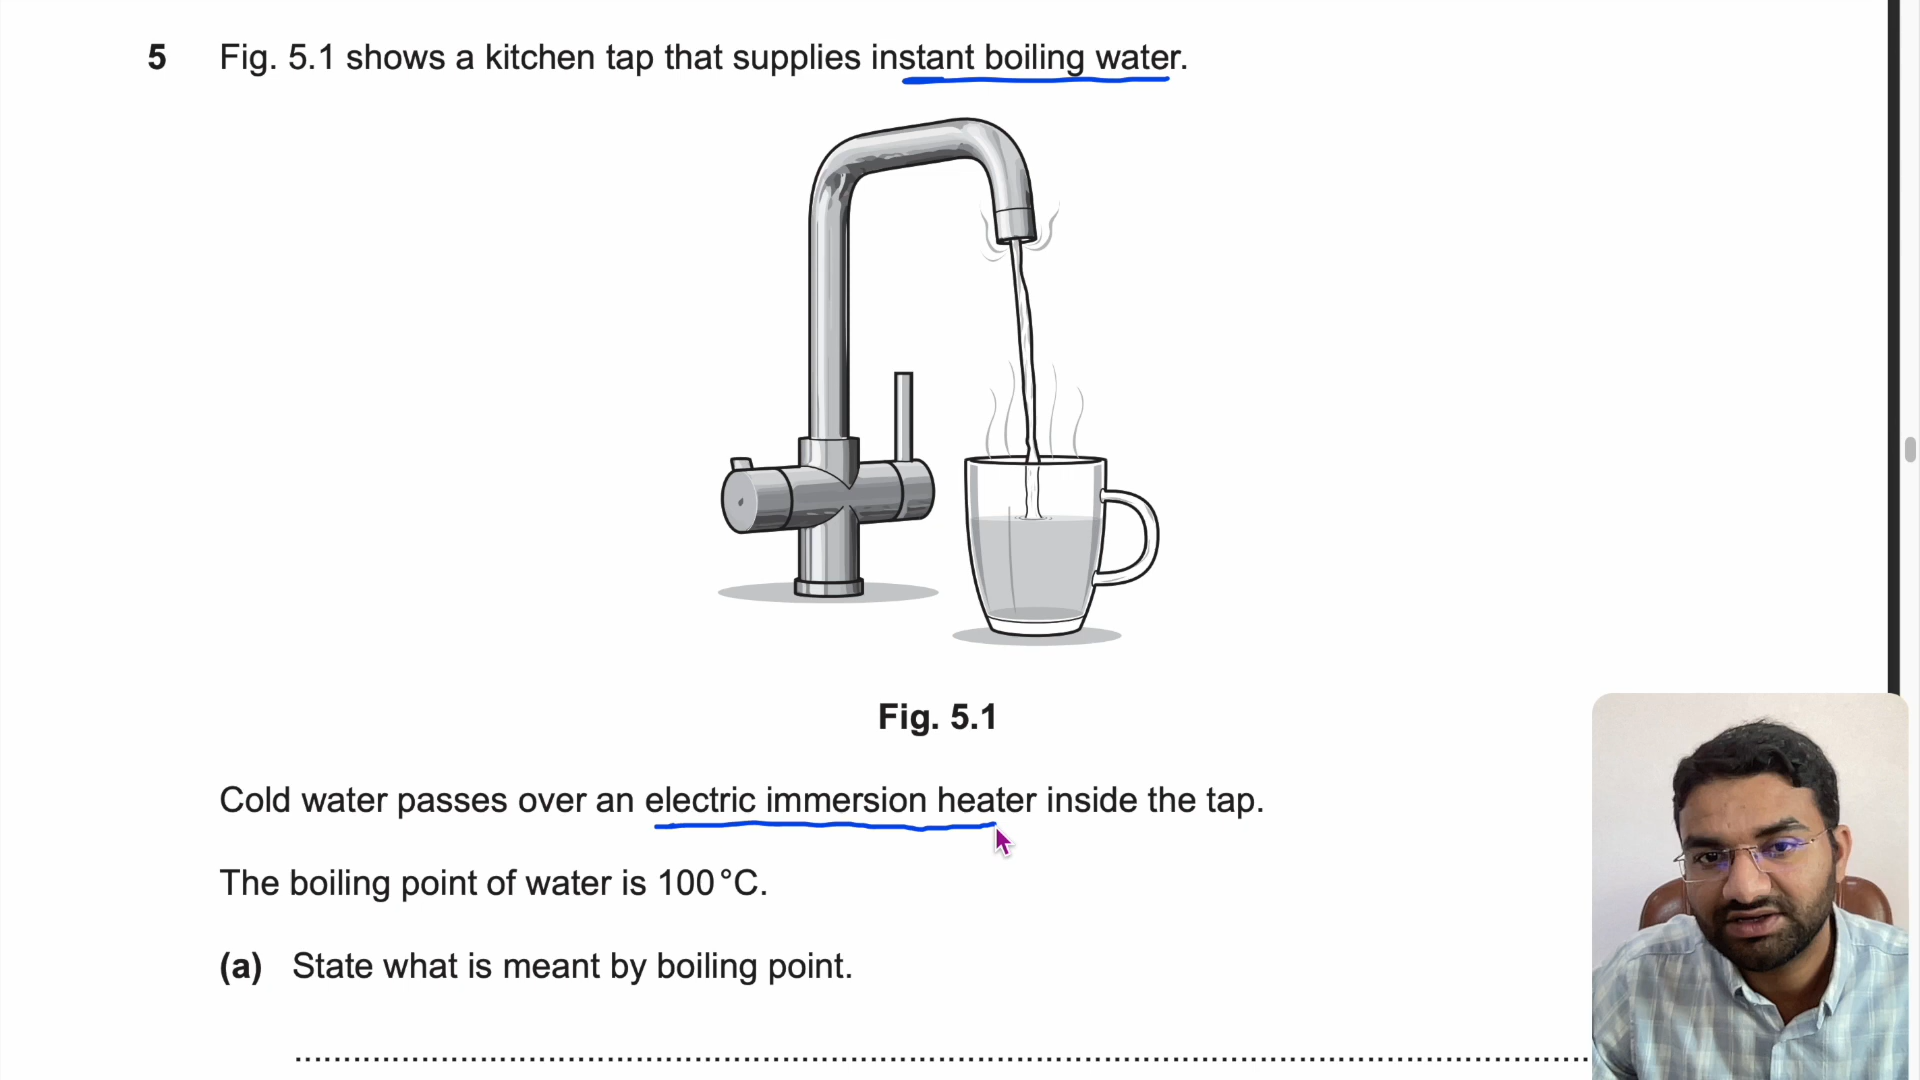 5 Fig. 5.1 shows a kitchen tap that supplies instant boiling water.
Fig. 5.1
Cold water passes over an electric immersion heater inside the tap.
The boiling point of water is 100 °C.
(a) State what is meant by boiling point.